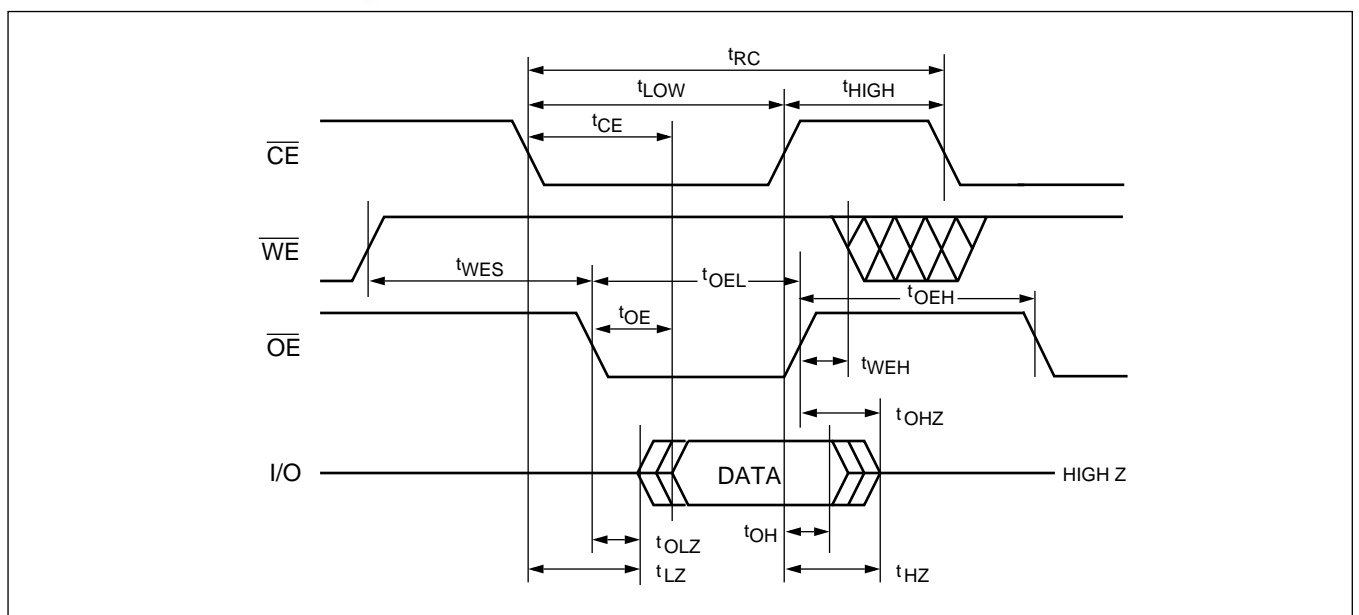 tRC
tLOW tHIGH
tCE
CE
WE
tWES tOEL
tOEH
tOE
OE
tWEH
tOHZ
I/O DATA HIGH Z
tOLZ tOH
tLZ tHZ